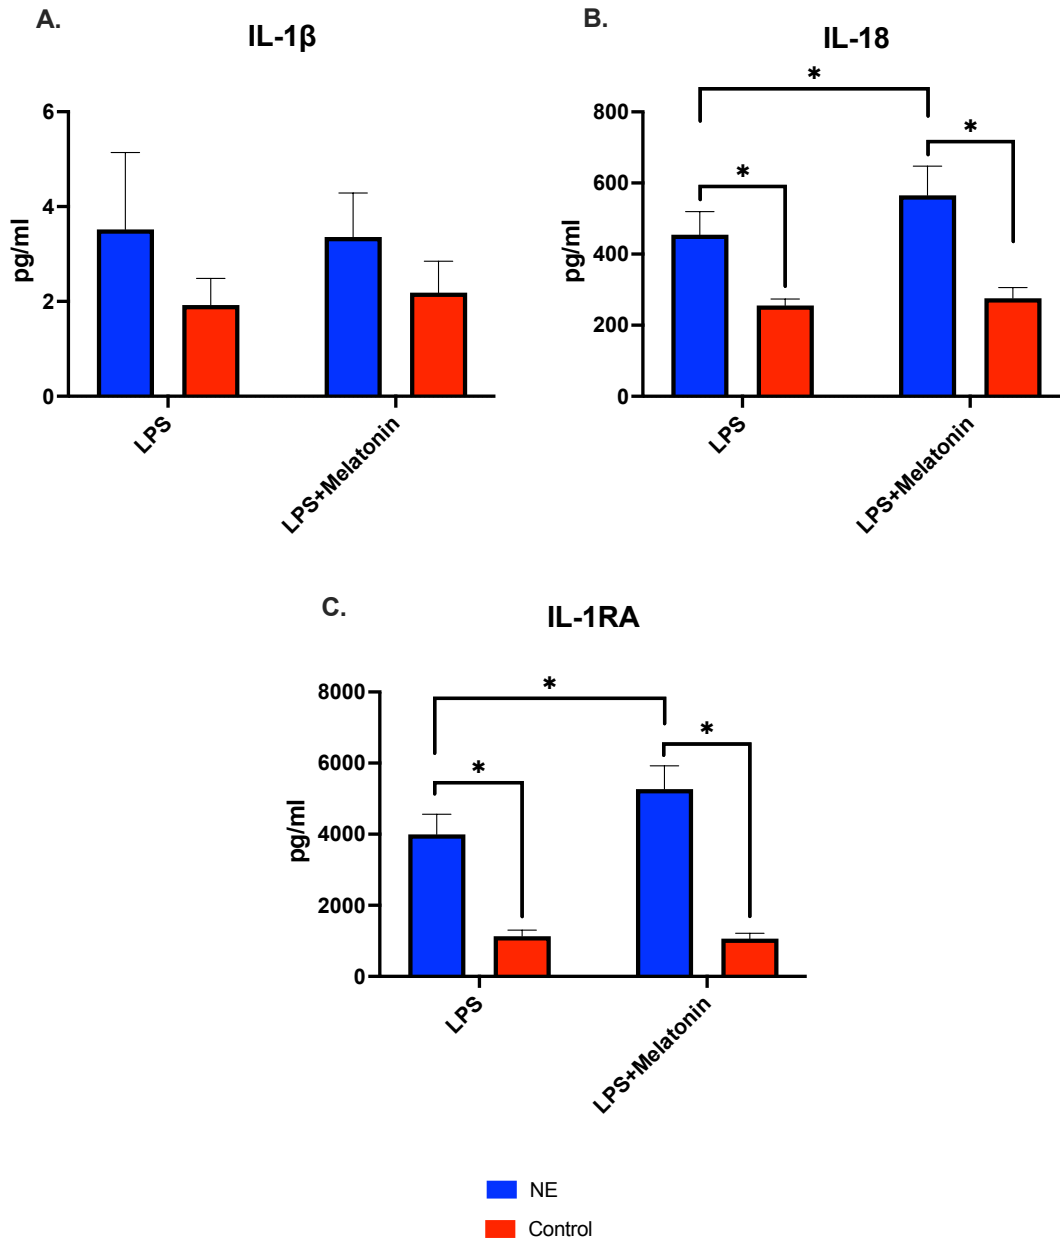 A.
IL-1β
pg/ml
6
4
2
0
LPS
LPS+Melatonin
B.
IL-18
pg/ml
800
600
400
200
0
*
*
*
LPS
LPS+Melatonin
C.
IL-1RA
pg/ml
8000
6000
4000
2000
0
*
*
*
LPS
LPS+Melatonin
NE
Control